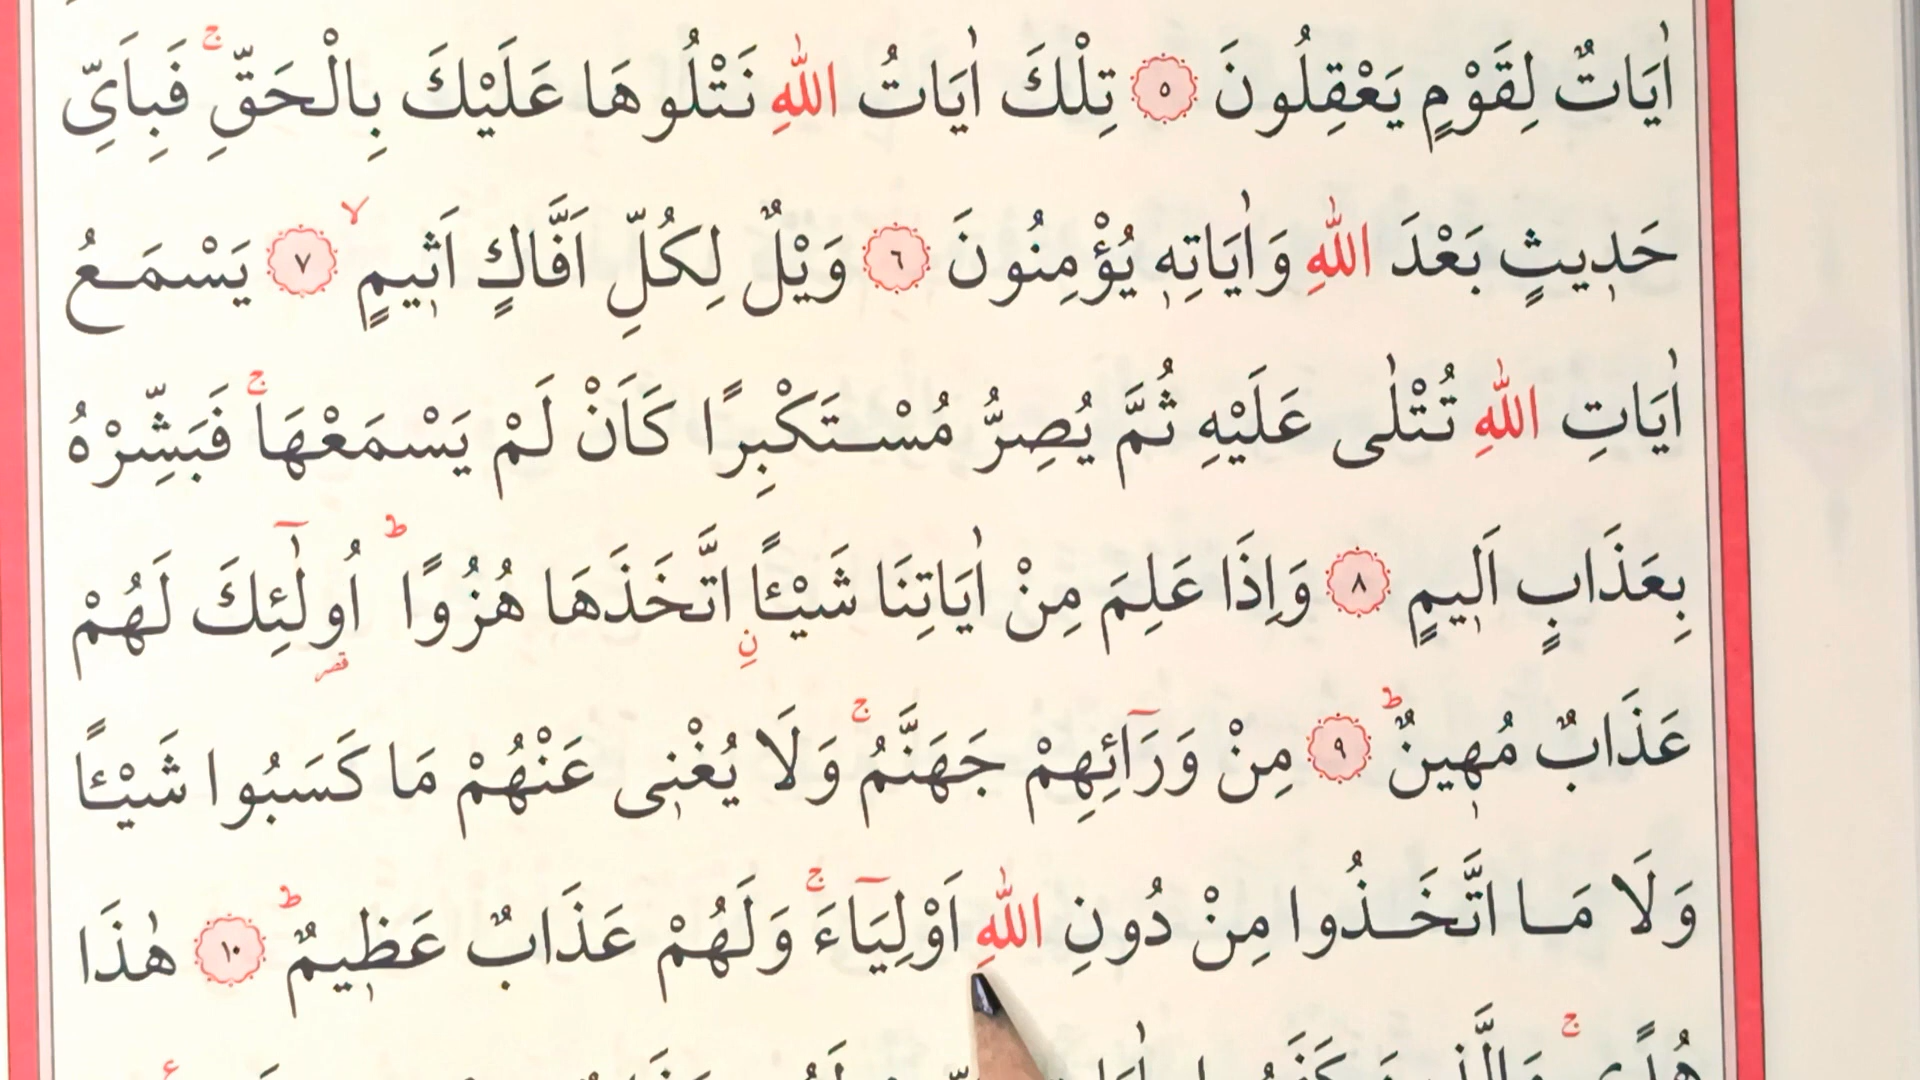 اٰيَاتٌ لِقَوْمٍ يَعْقِلُونَ ٥ تِلْكَ اٰيَاتُ اللّٰهِ نَتْلُوهَا عَلَيْكَ بِالْحَقِّۚ فَبِاَيِّ
حَد۪يثٍ بَعْدَ اللّٰهِ وَاٰيَاتِه۪ يُؤْمِنُونَ ٦ وَيْلٌ لِكُلِّ اَفَّاكٍ اَث۪يمٍۙ ٧ يَسْمَعُ
اٰيَاتِ اللّٰهِ تُتْلٰى عَلَيْهِ ثُمَّ يُصِرُّ مُسْتَكْبِرًا كَاَنْ لَمْ يَسْمَعْهَاۚ فَبَشِّرْهُ
بِعَذَابٍ اَل۪يمٍ ٨ وَاِذَا عَلِمَ مِنْ اٰيَاتِنَا شَيْـًٔاۨ اتَّخَذَهَا هُزُوًاۜ اُو۬لٰٓئِكَ لَهُمْ
عَذَابٌ مُه۪ينٌۜ ٩ مِنْ وَرَٓائِهِمْ جَهَنَّمُۚ وَلَا يُغْن۪ي عَنْهُمْ مَا كَسَبُوا شَيْـًٔا
وَلَا مَا اتَّخَذُوا مِنْ دُونِ اللّٰهِ اَوْلِيَٓاءَۚ وَلَهُمْ عَذَابٌ عَظ۪يمٌۜ ١٠ هٰذَا